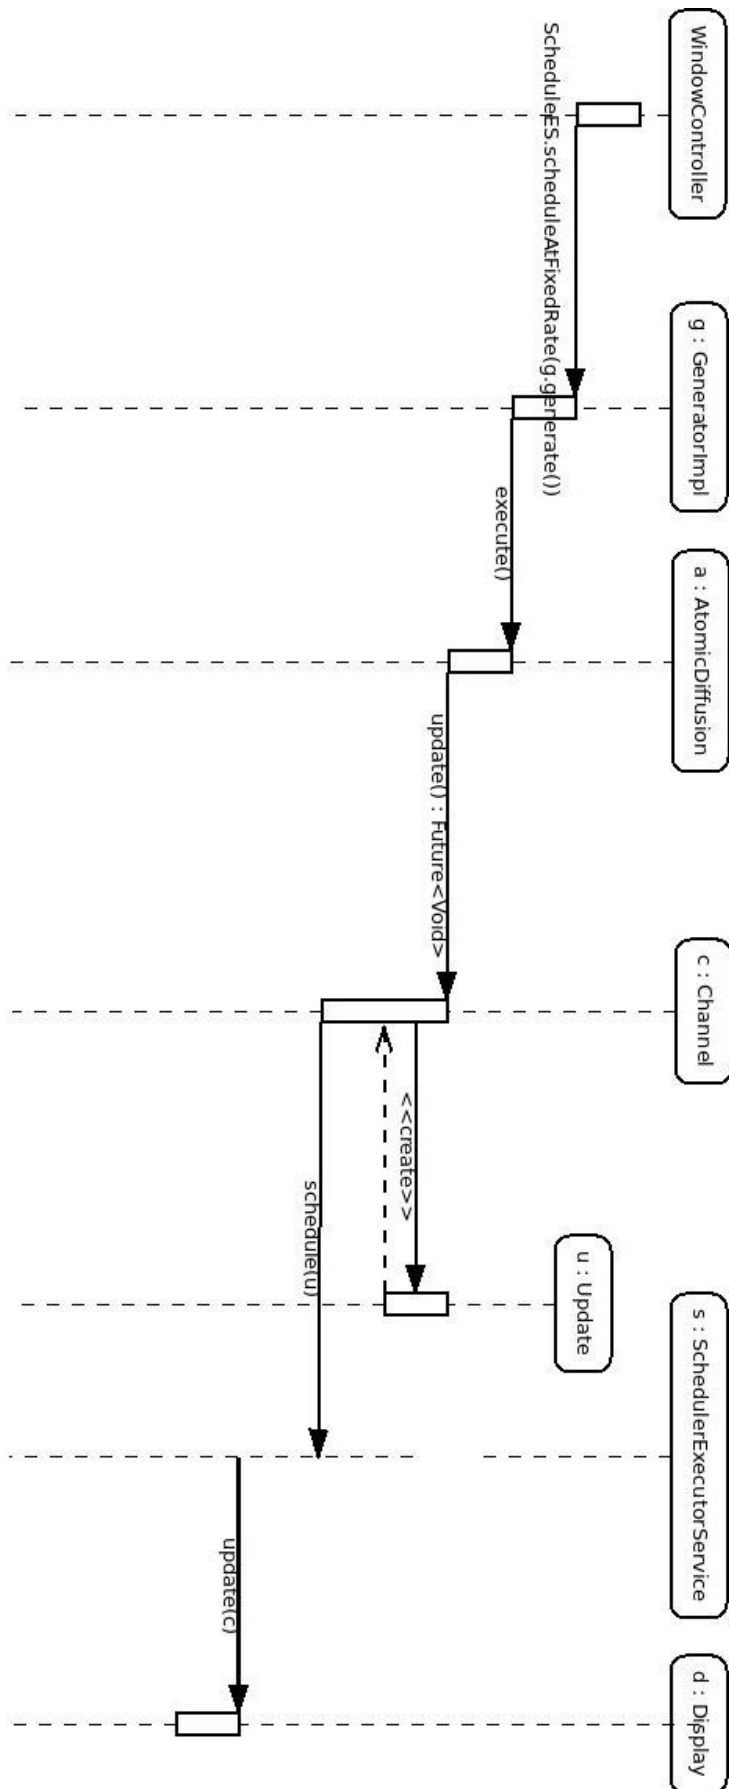 WindowController
g : GeneratorImpl
a : AtomicDiffusion
c : Channel
u : Update
s : SchedulerExecutorService
d : Display
ScheduleES.scheduleAtFixedRate(g.generate())
execute()
update() : Future<Void>
<<create>>
schedule(u)
update(c)